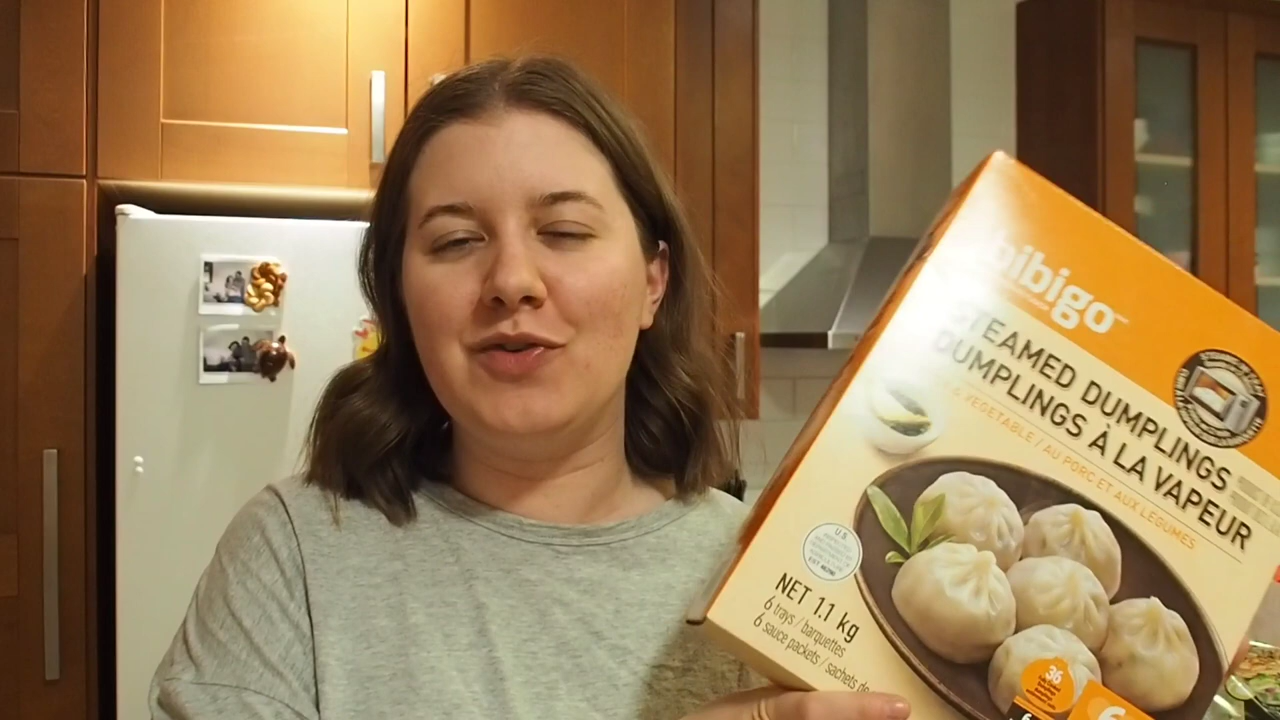 bibigo
STEAMED DUMPLINGS
DUMPLINGS À LA VAPEUR
& VEGETABLE / AU PORC ET AUX LÉGUMES
U.S.
NET 1.1 kg
6 trays / barquettes
6 sauce packets / sachets de
36
6